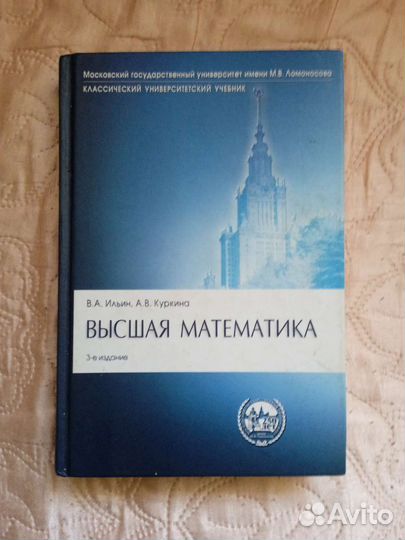 Московский государственный университет имени М.В. Ломоносова
КЛАССИЧЕСКИЙ УНИВЕРСИТЕТСКИЙ УЧЕБНИК
В.А. Ильин, А.В. Куркина
ВЫСШАЯ МАТЕМАТИКА
3-е издание
Avito